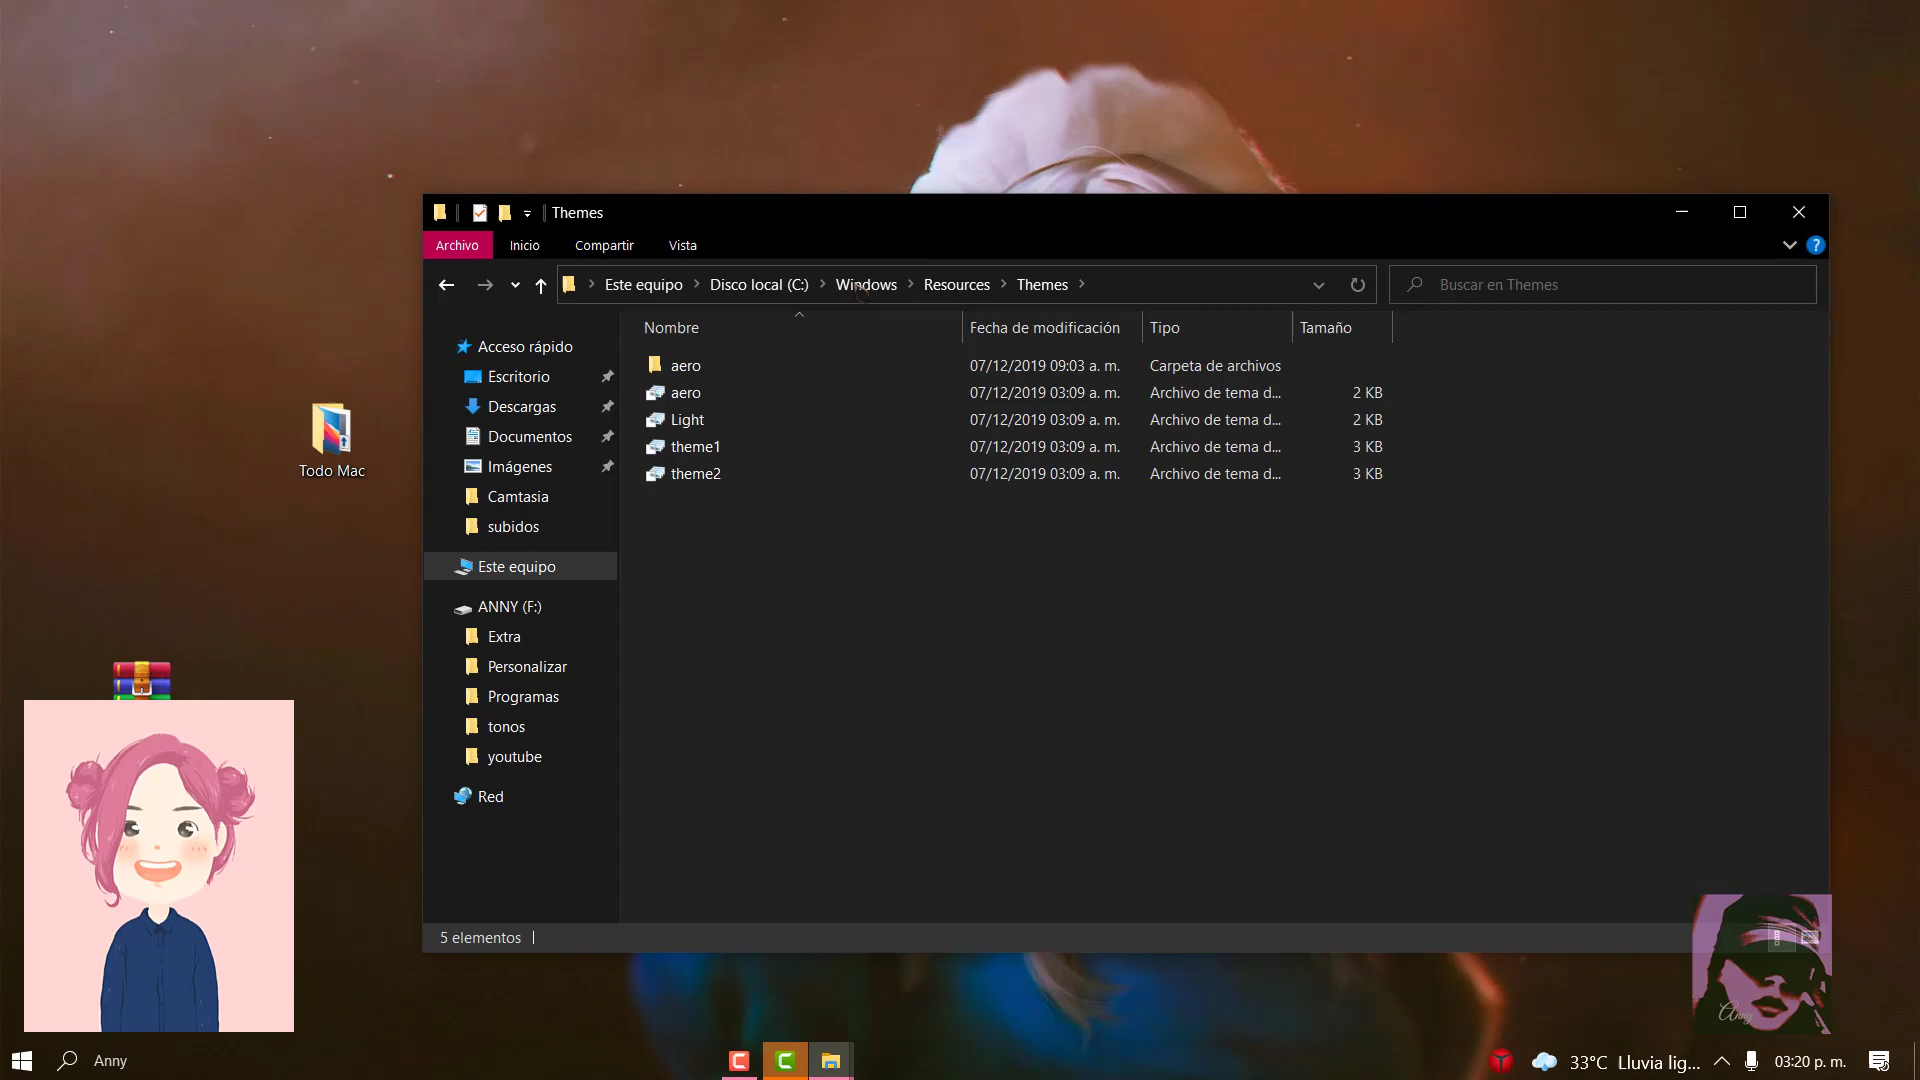 Themes
Archivo Inicio Compartir Vista
Este equipo Disco local (C:) Windows Resources Themes
Buscar en Themes
Nombre Fecha de modificación Tipo Tamaño
aero 07/12/2019 09:03 a. m. Carpeta de archivos
aero 07/12/2019 03:09 a. m. Archivo de tema d... 2 KB
Light 07/12/2019 03:09 a. m. Archivo de tema d... 2 KB
theme1 07/12/2019 03:09 a. m. Archivo de tema d... 3 KB
theme2 07/12/2019 03:09 a. m. Archivo de tema d... 3 KB
Acceso rápido
Escritorio
Descargas
Documentos
Imágenes
Camtasia
subidos
Este equipo
ANNY (F:)
Extra
Personalizar
Programas
tonos
youtube
Red
5 elementos
Todo Mac
Anny
Anny
33°C Lluvia lig... 03:20 p. m.